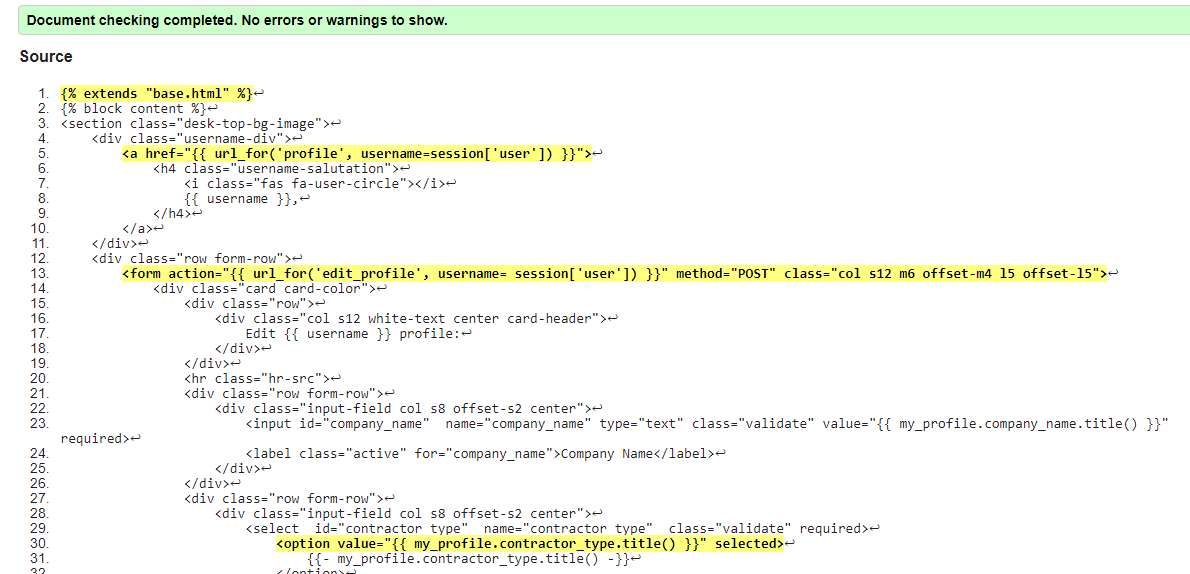 Document checking completed. No errors or warnings to show.
Source
1. {% extends "base.html" %}↩
2. {% block content %}↩
3. <section class="desk-top-bg-image">↩
4. <div class="username-div">↩
5. <a href="{{ url_for('profile', username=session['user']) }}">↩
6. <h4 class="username-salutation">↩
7. <i class="fas fa-user-circle"></i>↩
8. {{ username }},↩
9. </h4>↩
10. </a>↩
11. </div>↩
12. <div class="row form-row">↩
13. <form action="{{ url_for('edit_profile', username= session['user']) }}" method="POST" class="col s12 m6 offset-m4 l5 offset-l5">↩
14. <div class="card card-color">↩
15. <div class="row">↩
16. <div class="col s12 white-text center card-header">↩
17. Edit {{ username }} profile:↩
18. </div>↩
19. </div>↩
20. <hr class="hr-src">↩
21. <div class="row form-row">↩
22. <div class="input-field col s8 offset-s2 center">↩
23. <input id="company_name"  name="company_name" type="text" class="validate" value="{{ my_profile.company_name.title() }}"
required>↩
24. <label class="active" for="company_name">Company Name</label>↩
25. </div>↩
26. </div>↩
27. <div class="row form-row">↩
28. <div class="input-field col s8 offset-s2 center">↩
29. <select  id="contractor_type"  name="contractor_type"  class="validate" required>↩
30. <option value="{{ my_profile.contractor_type.title() }}" selected>↩
31. {{- my_profile.contractor_type.title() -}}↩
32. </option>↩